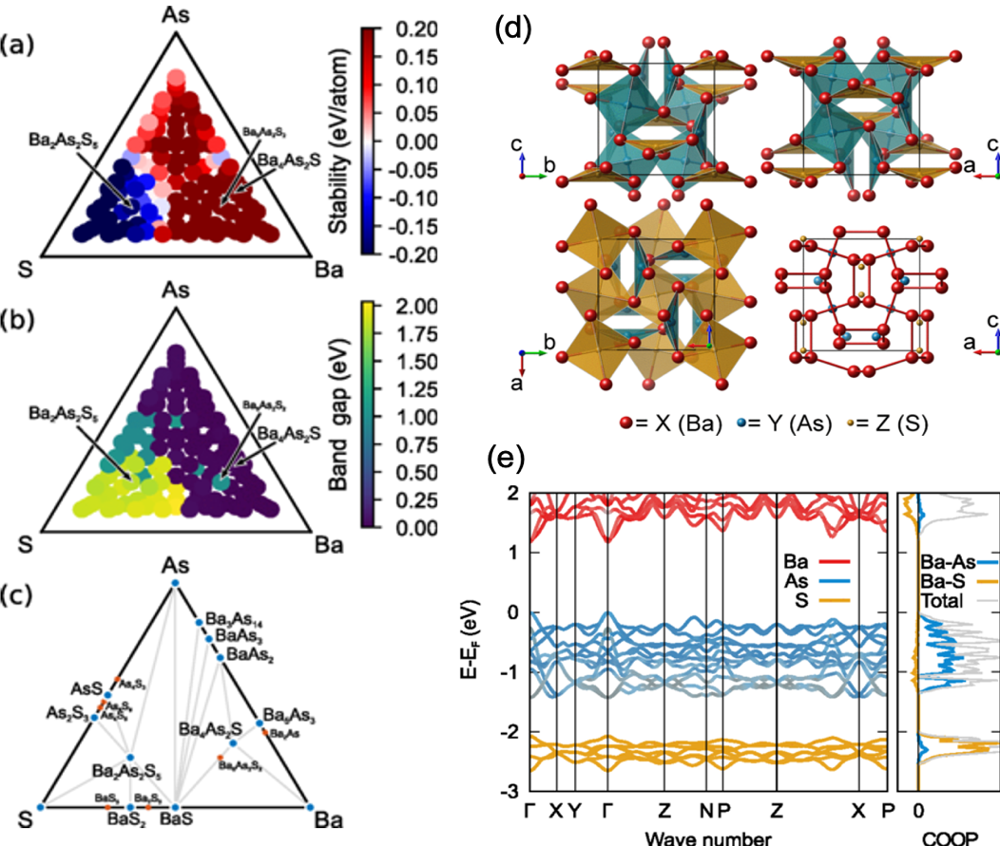 (a)
As
Ba₂As₂S₅
Ba₄As₂S
S
Ba
Stability (eV/atom)
0.20
0.15
0.10
0.05
0.00
-0.05
-0.10
-0.15
-0.20
(b)
As
Ba₂As₂S₅
Ba₄As₂S
S
Ba
Band gap (eV)
2.00
1.75
1.50
1.25
1.00
0.75
0.50
0.25
0.00
(c)
As
Ba₃As₁₄
BaAs₃
BaAs₂
AsS
As₂S₃
Ba₅As₃
Ba₄As₂S
Ba₂As₂S₅
S
BaS₂
BaS
Ba
(d)
c
b
c
a
b
a
c
a
= X (Ba)
= Y (As)
= Z (S)
(e)
E-E_F (eV)
2
1
0
-1
-2
-3
Ba
As
S
Γ X Y Γ Z N P Z X P
Wave number
Ba-As
Ba-S
Total
0
COOP